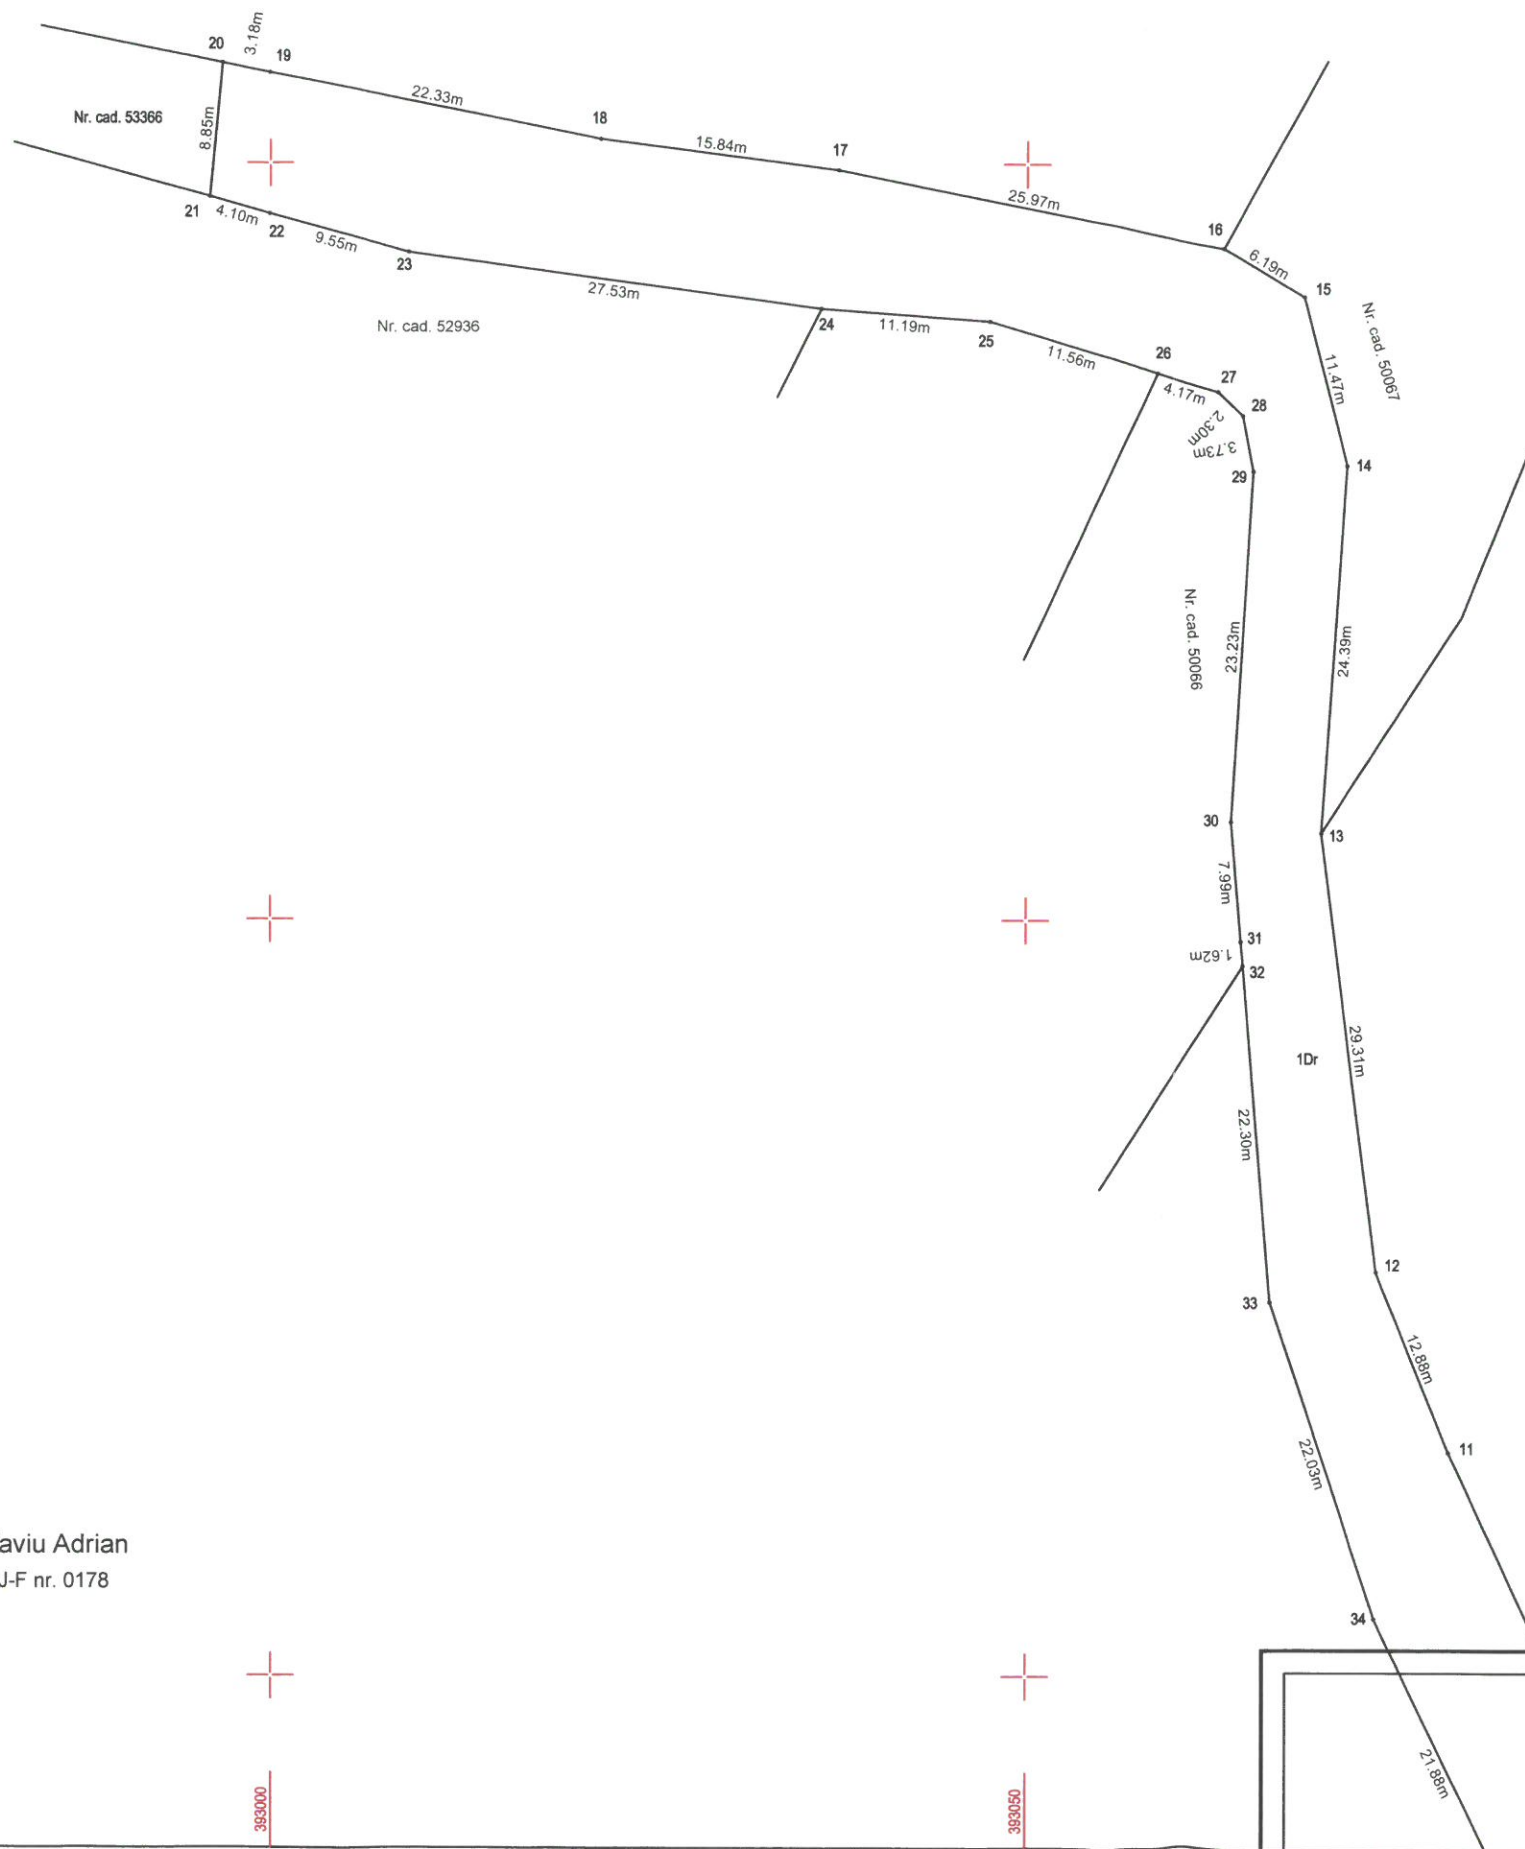 20
3.18m
19
22.33m
18
15.84m
17
25.97m
16
6.19m
15
Nr. cad. 53366
8.85m
21
4.10m
22
9.55m
23
27.53m
Nr. cad. 52936
24
11.19m
25
11.56m
26
4.17m
27
28
2.30m
3.73m
29
Nr. cad. 50067
11.47m
14
Nr. cad. 50066
23.23m
24.39m
30
13
7.99m
31
1.62m
32
29.31m
1Dr
22.30m
12
33
12.88m
11
22.03m
34
21.88m
aviu Adrian
J-F nr. 0178
393000
393050